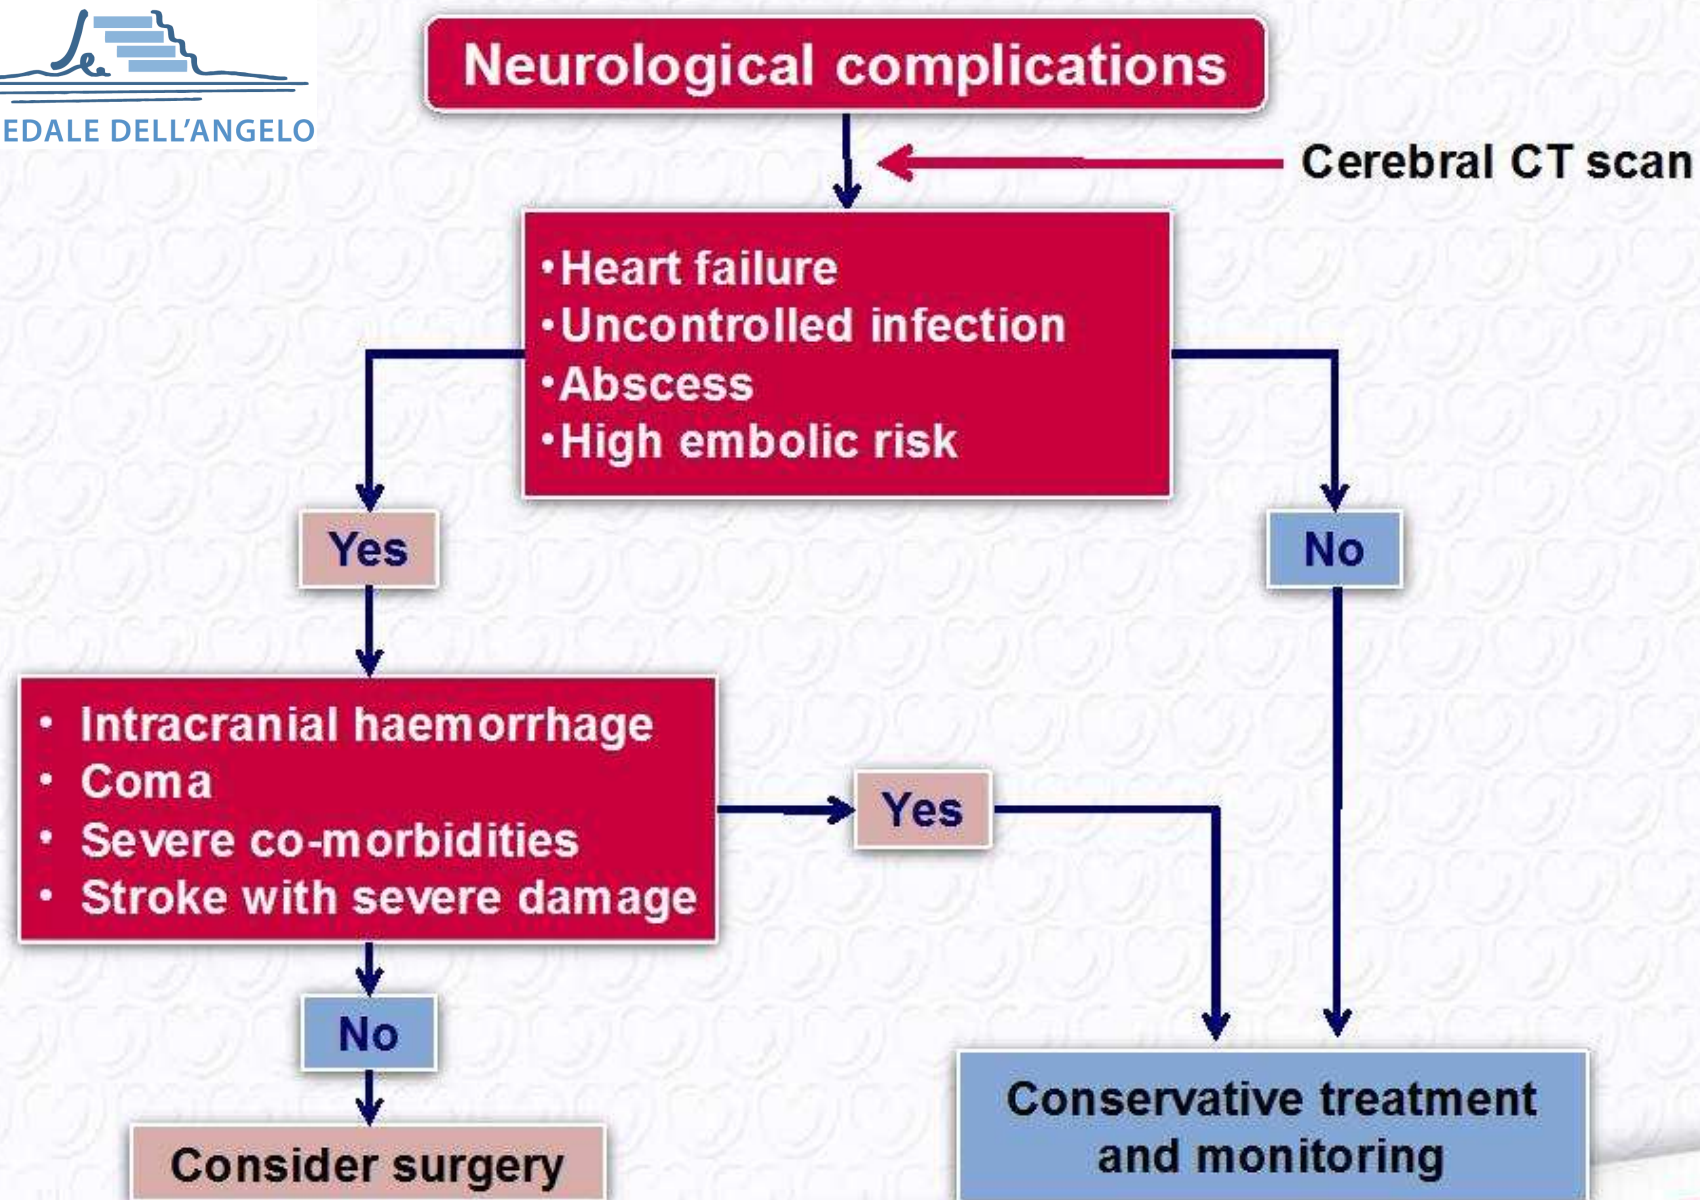 EDALE DELL'ANGELO
Neurological complications
Cerebral CT scan
•Heart failure
•Uncontrolled infection
•Abscess
•High embolic risk
Yes
No
• Intracranial haemorrhage
• Coma
• Severe co-morbidities
• Stroke with severe damage
Yes
No
Conservative treatment
and monitoring
Consider surgery